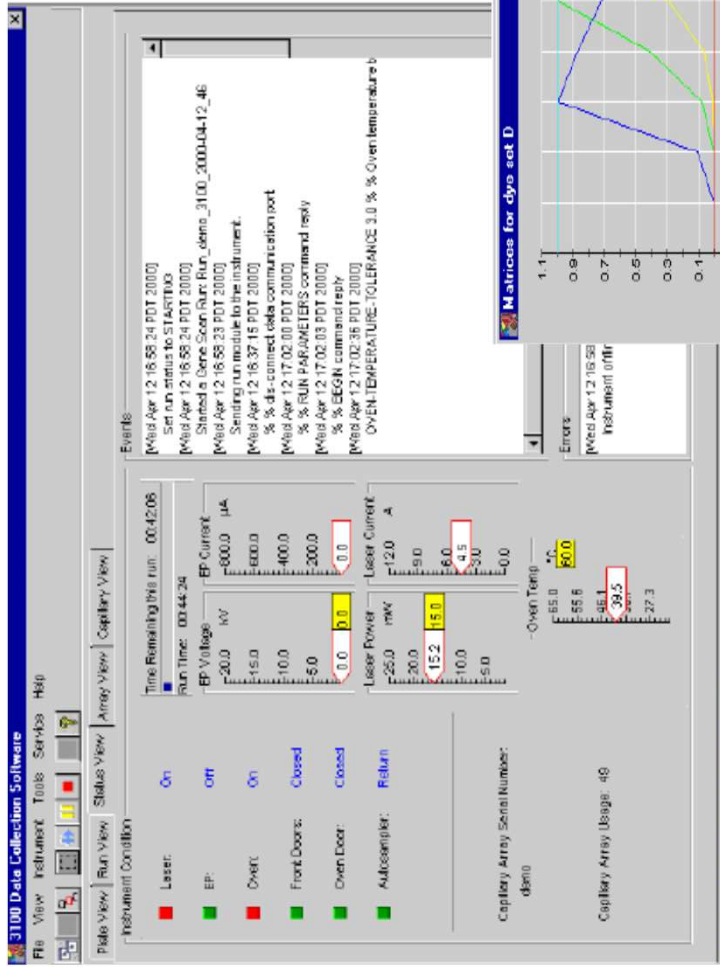 3100 Data Collection Software
File View Instrument Tools Service Help
Plate View Run View Status View Array View Capillary View
Instrument Condition
Laser: On
EP: Off
Oven: On
Front Doors: Closed
Oven Door: Closed
Autosampler: Return
Capillary Array Serial Number:
demo
Capillary Array Usage: 49
Time Remaining this run: 00:42:06
Run Time: 00:44:24
EP Voltage
kV
20.0
15.0
10.0
5.0
0.0
0.0
EP Current
µA
800.0
600.0
400.0
200.0
0.0
Laser Power
mW
25.0
20.0
15.2
15.0
10.0
5.0
Laser Current
A
12.0
9.0
6.0
4.5
3.0
0.0
Oven Temp
°C
65.0
60.0
55.6
46.1
39.5
27.3
Events
[Wed Apr 12 16:58:24 PDT 2000]
Set run status to STARTING
[Wed Apr 12 16:58:24 PDT 2000]
Started a Gene Scan Run: Run_demo_3100_2000-04-12_46
[Wed Apr 12 16:58:23 PDT 2000]
Sending run module to the instrument.
[Wed Apr 12 16:37:15 PDT 2000]
% % dis-connect data communication port
[Wed Apr 12 17:02:00 PDT 2000]
% % RUN PARAMETERS command reply
[Wed Apr 12 17:02:03 PDT 2000]
% % BEGIN command reply
[Wed Apr 12 17:02:35 PDT 2000]
OVEN-TEMPERATURE-TOLERANCE 3.0 % % Oven temperature b
Errors
[Wed Apr 12 16:58
Instrument offlin
Matrices for dye set D
1.1
0.9
0.7
0.5
0.3
0.1